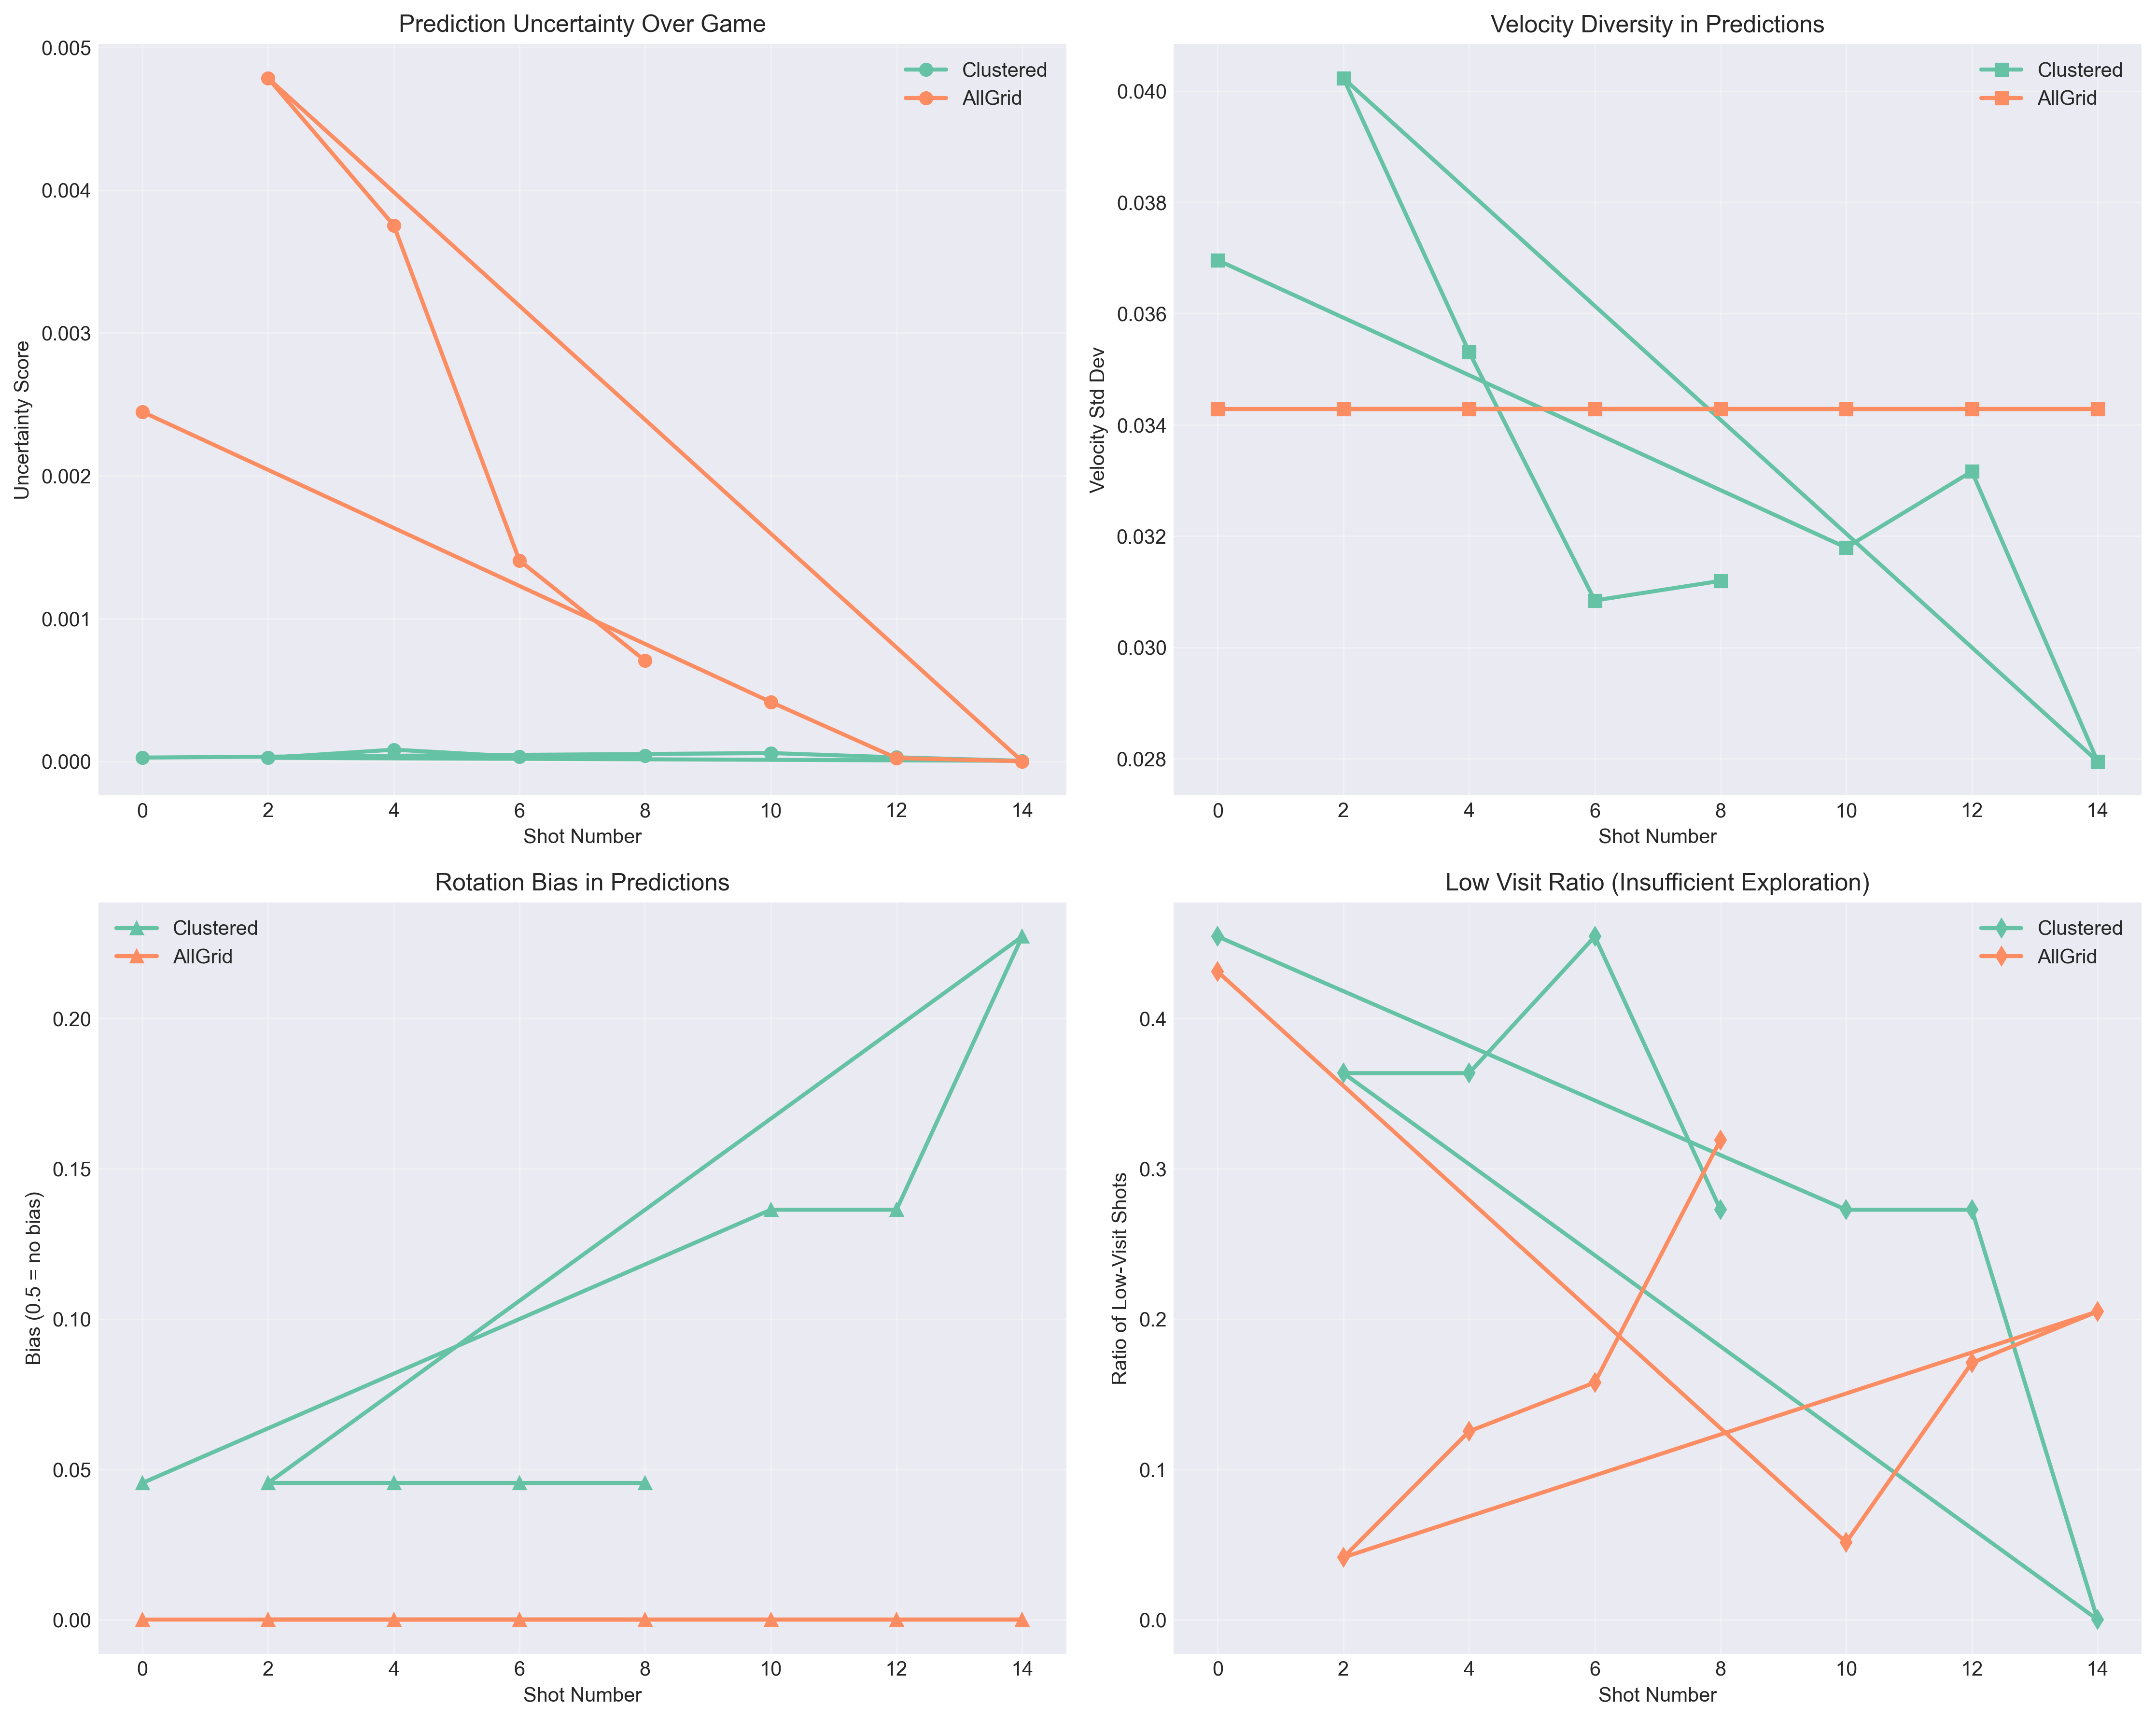 Prediction Uncertainty Over Game
Uncertainty Score
0.005
0.004
0.003
0.002
0.001
0.000
Clustered
AllGrid
0 2 4 6 8 10 12 14
Shot Number
Velocity Diversity in Predictions
Velocity Std Dev
0.040
0.038
0.036
0.034
0.032
0.030
0.028
Clustered
AllGrid
0 2 4 6 8 10 12 14
Shot Number
Rotation Bias in Predictions
Bias (0.5 = no bias)
0.20
0.15
0.10
0.05
0.00
Clustered
AllGrid
0 2 4 6 8 10 12 14
Shot Number
Low Visit Ratio (Insufficient Exploration)
Ratio of Low-Visit Shots
0.4
0.3
0.2
0.1
0.0
Clustered
AllGrid
0 2 4 6 8 10 12 14
Shot Number